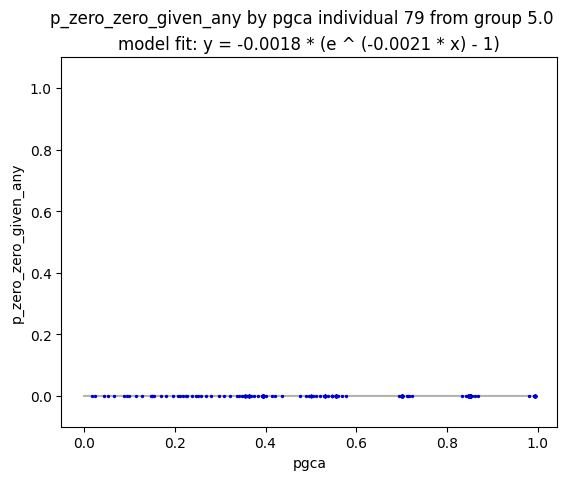 p_zero_zero_given_any by pgca individual 79 from group 5.0
model fit: y = -0.0018 * (e ^ (-0.0021 * x) - 1)
1.0
0.8
0.6
0.4
0.2
0.0
p_zero_zero_given_any
0.0 0.2 0.4 0.6 0.8 1.0
pgca